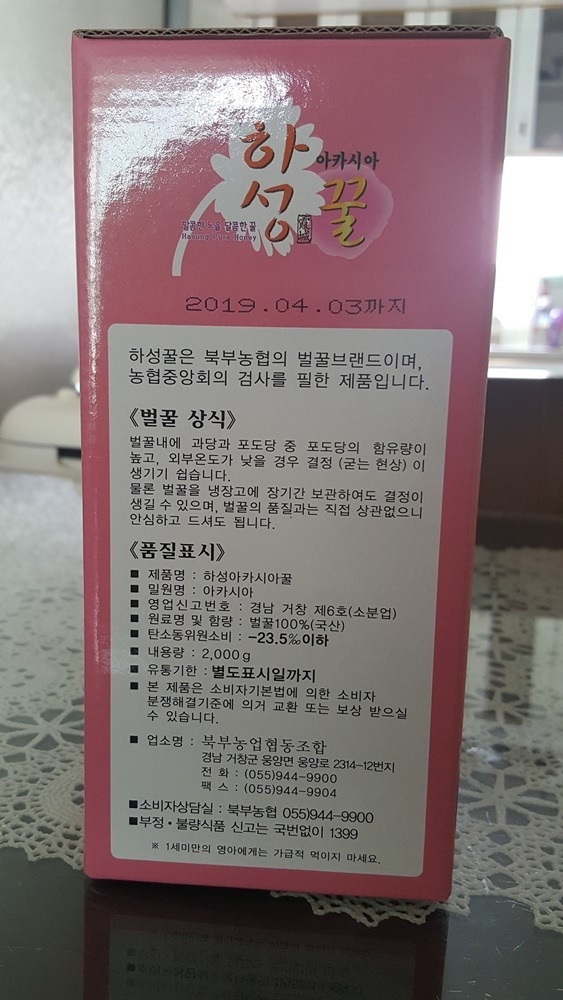 하성
아카시아
꿀
달콤한 노을 달콤한 꿀
Hasung Pure Honey
2019.04.03까지
하성꿀은 북부농협의 벌꿀브랜드이며,
농협중앙회의 검사를 필한 제품입니다.
《벌꿀 상식》
벌꿀내에 과당과 포도당 중 포도당의 함유량이
높고, 외부온도가 낮을 경우 결정 (굳는 현상) 이
생기기 쉽습니다.
물론 벌꿀을 냉장고에 장기간 보관하여도 결정이
생길 수 있으며, 벌꿀의 품질과는 직접 상관없으니
안심하고 드셔도 됩니다.
《품질표시》
■ 제품명 : 하성아카시아꿀
■ 밀원명 : 아카시아
■ 영업신고번호 : 경남 거창 제6호(소분업)
■ 원료명 및 함량 : 벌꿀100%(국산)
■ 탄소동위원소비 : -23.5‰이하
■ 내용량 : 2,000g
■ 유통기한 : 별도표시일까지
■ 본 제품은 소비자기본법에 의한 소비자
분쟁해결기준에 의거 교환 또는 보상 받으실
수 있습니다.
■ 업소명 : 북부농업협동조합
경남 거창군 웅양면 웅양로 2314-12번지
전 화 : (055)944-9900
팩 스 : (055)944-9904
■소비자상담실 : 북부농협 055)944-9900
■부정・불량식품 신고는 국번없이 1399
※ 1세미만의 영아에게는 가급적 먹이지 마세요.